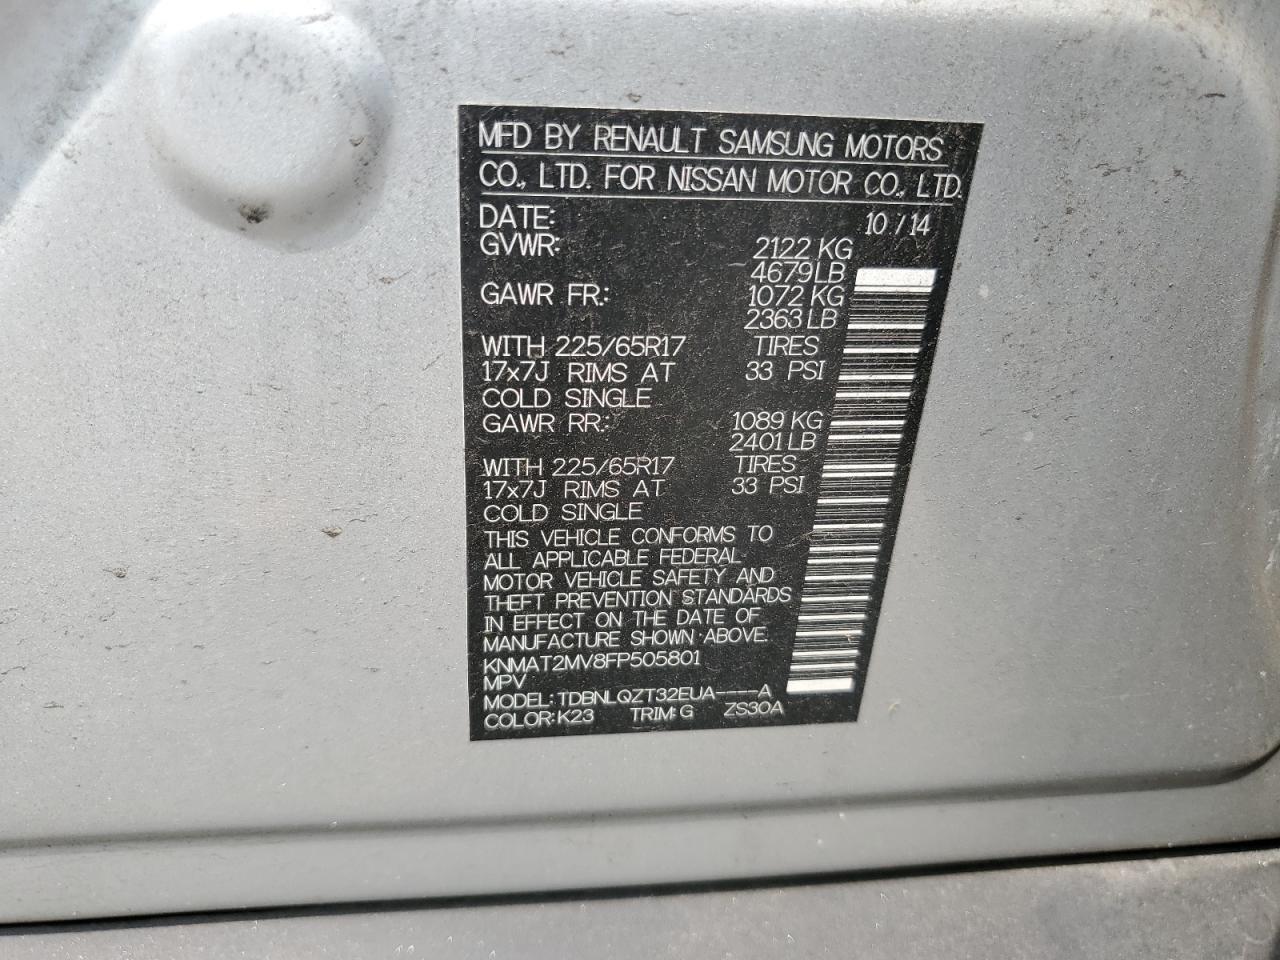 MFD BY RENAULT SAMSUNG MOTORS
CO., LTD. FOR NISSAN MOTOR CO., LTD.
DATE: 10 / 14
GVWR: 2122 KG
4679 LB
GAWR FR.: 1072 KG
2363 LB
WITH 225/65R17 TIRES
17x7J RIMS AT 33 PSI
COLD SINGLE
GAWR RR.: 1089 KG
2401 LB
WITH 225/65R17 TIRES
17x7J RIMS AT 33 PSI
COLD SINGLE
THIS VEHICLE CONFORMS TO
ALL APPLICABLE FEDERAL
MOTOR VEHICLE SAFETY AND
THEFT PREVENTION STANDARDS
IN EFFECT ON THE DATE OF
MANUFACTURE SHOWN ABOVE.
KNMAT2MV8FP505801
MPV
MODEL: TDBNLQZT32EUA----A
COLOR: K23 TRIM: G ZS30A